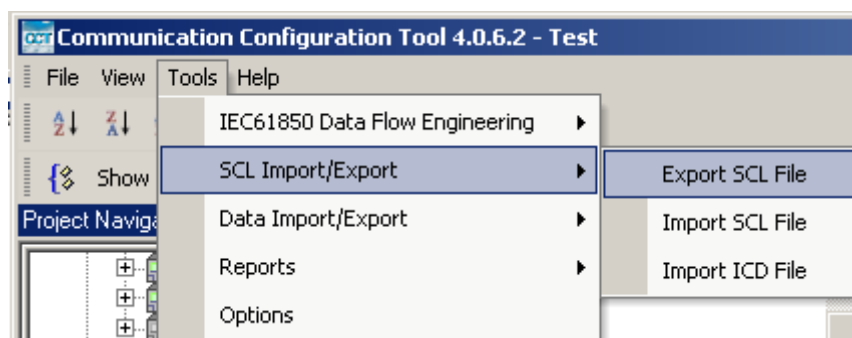 CCT Communication Configuration Tool 4.0.6.2 - Test
File View Tools Help
IEC61850 Data Flow Engineering
SCL Import/Export
Export SCL File
Show
Data Import/Export
Import SCL File
Project Naviga
Reports
Import ICD File
Options